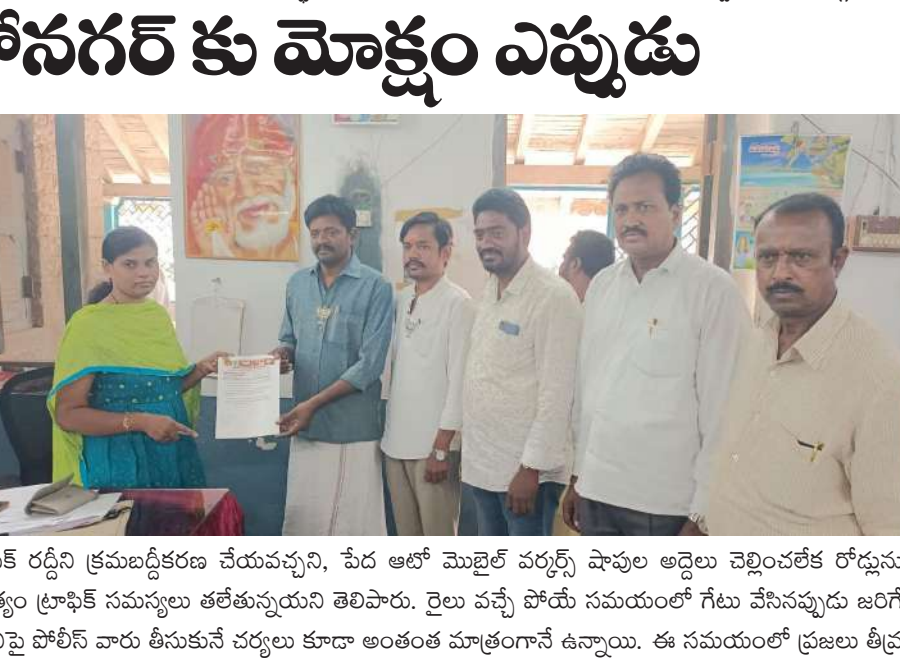 నగర్ కు మోక్షం ఎప్పుడు
రద్దీని క్రమబద్దీకరణ చేయవచ్చని, పేద ఆటో మొబైల్ వర్కర్స్ షాపుల అద్దెలు చెల్లించలేక రోడ్లును
ట్రాఫిక్ సమస్యలు తలేతున్నయని తెలిపారు. రైలు వచ్చే పోయే సమయంలో గేటు వేసినప్పుడు జరిగే
పోలీస్ వారు తీసుకునే చర్యలు కూడా అంతంత మాత్రంగానే ఉన్నాయి. ఈ సమయంలో ప్రజలు తీవ్ర